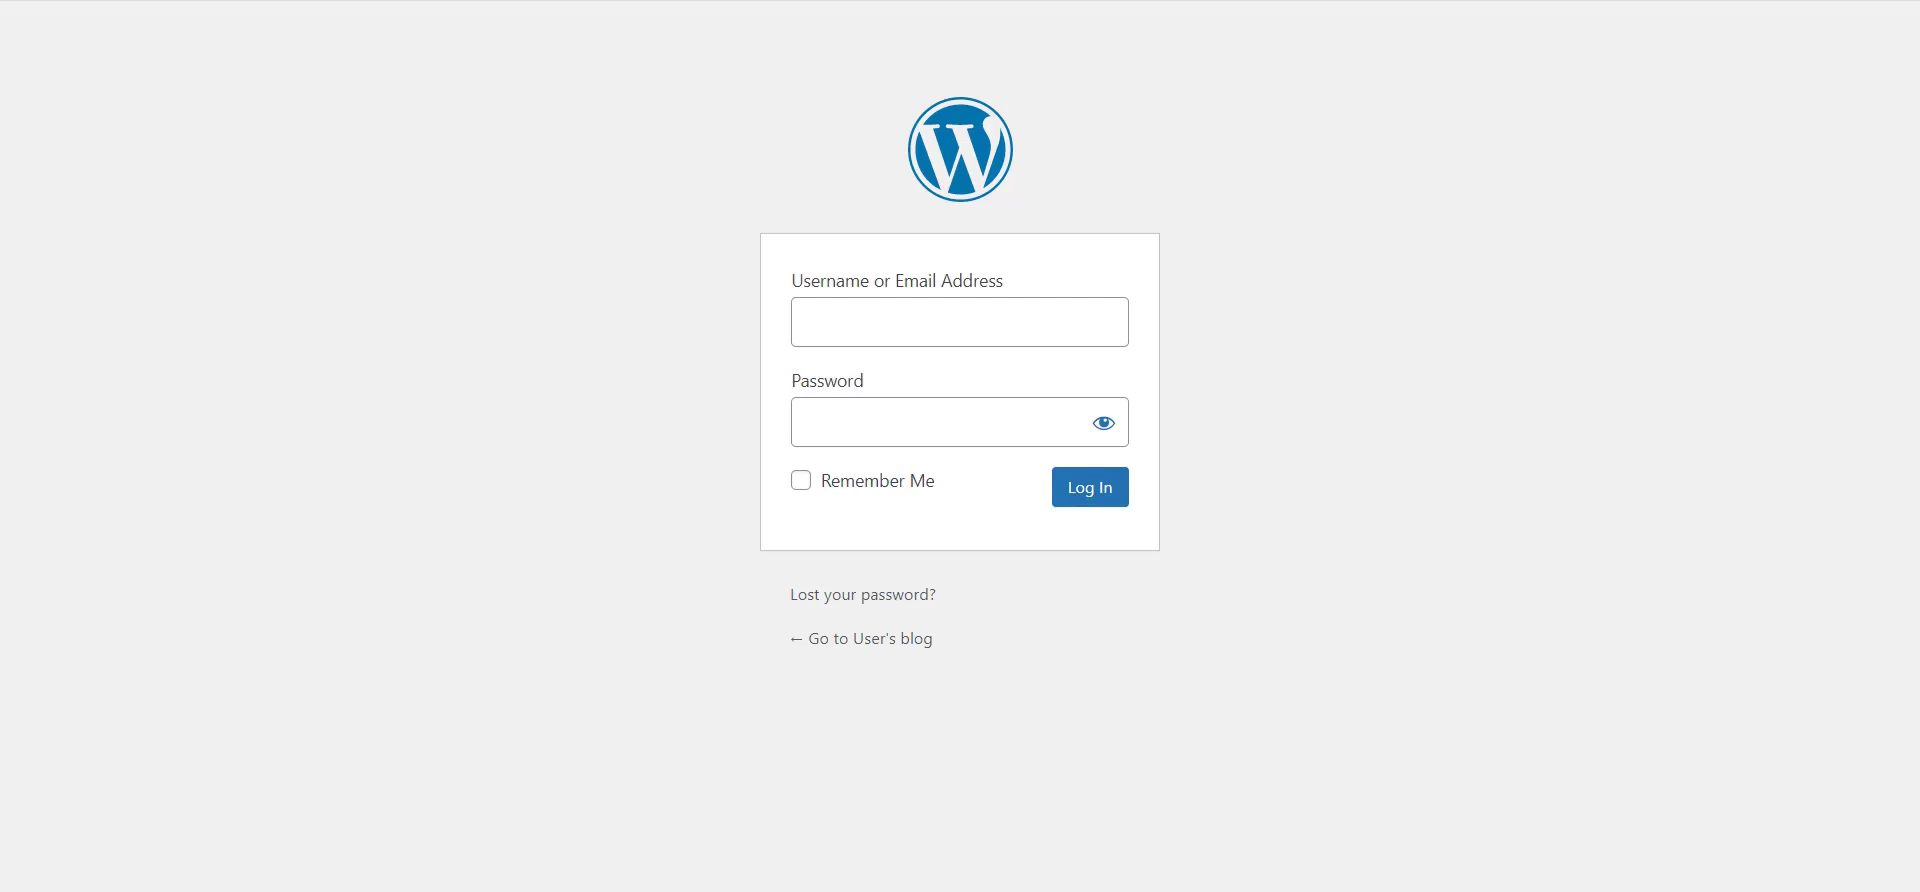 Username or Email Address
Password
Remember Me
Log In
Lost your password?
← Go to User's blog